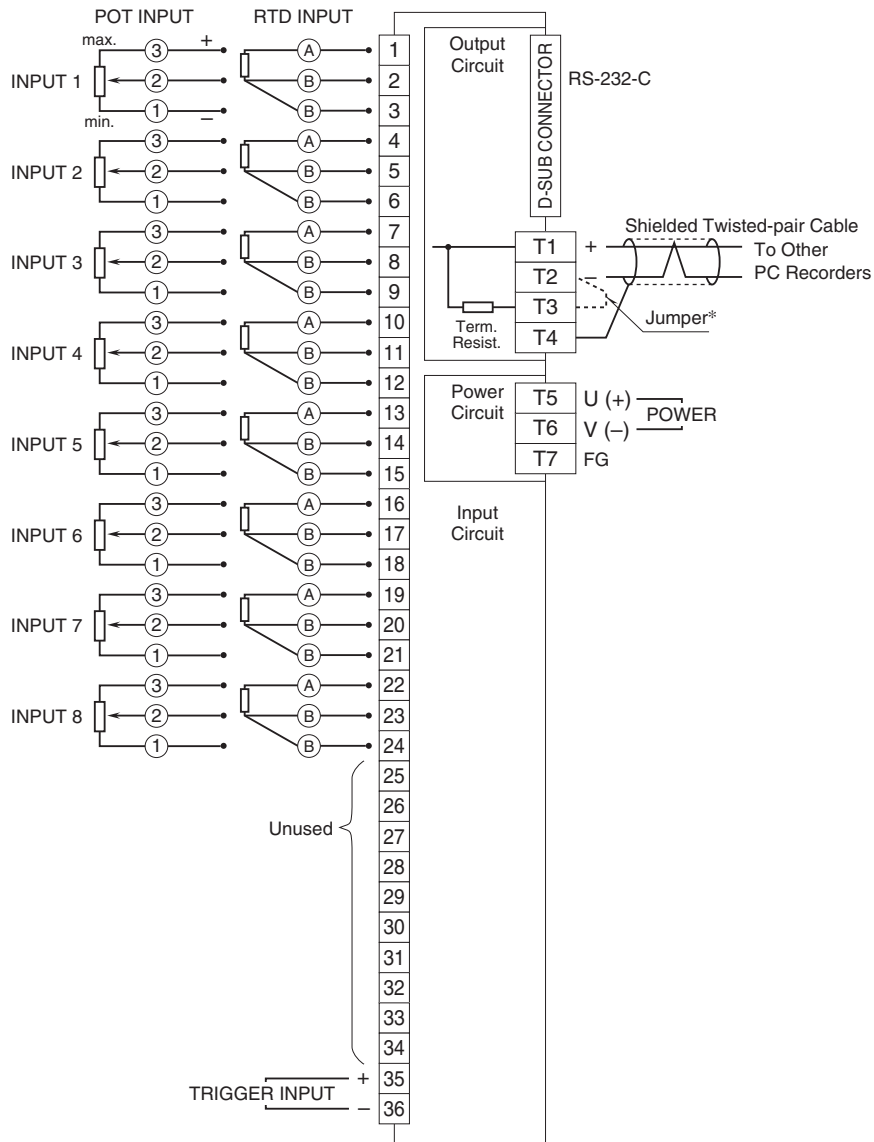 POT INPUT
RTD INPUT
max.
3
+
A
1
INPUT 1
2
B
2
1
–
B
3
min.
3
A
4
INPUT 2
2
B
5
1
B
6
3
A
7
INPUT 3
2
B
8
1
B
9
3
A
10
INPUT 4
2
B
11
1
B
12
3
A
13
INPUT 5
2
B
14
1
B
15
3
A
16
INPUT 6
2
B
17
1
B
18
3
A
19
INPUT 7
2
B
20
1
B
21
3
A
22
INPUT 8
2
B
23
1
B
24
25
26
Unused
27
28
29
30
31
32
33
34
TRIGGER INPUT
+
35
–
36
Output
Circuit
D-SUB CONNECTOR
RS-232-C
Shielded Twisted-pair Cable
T1
+
To Other
T2
–
PC Recorders
T3
Term.
Resist.
Jumper*
T4
Power
Circuit
T5
U (+)
POWER
T6
V (–)
T7
FG
Input
Circuit